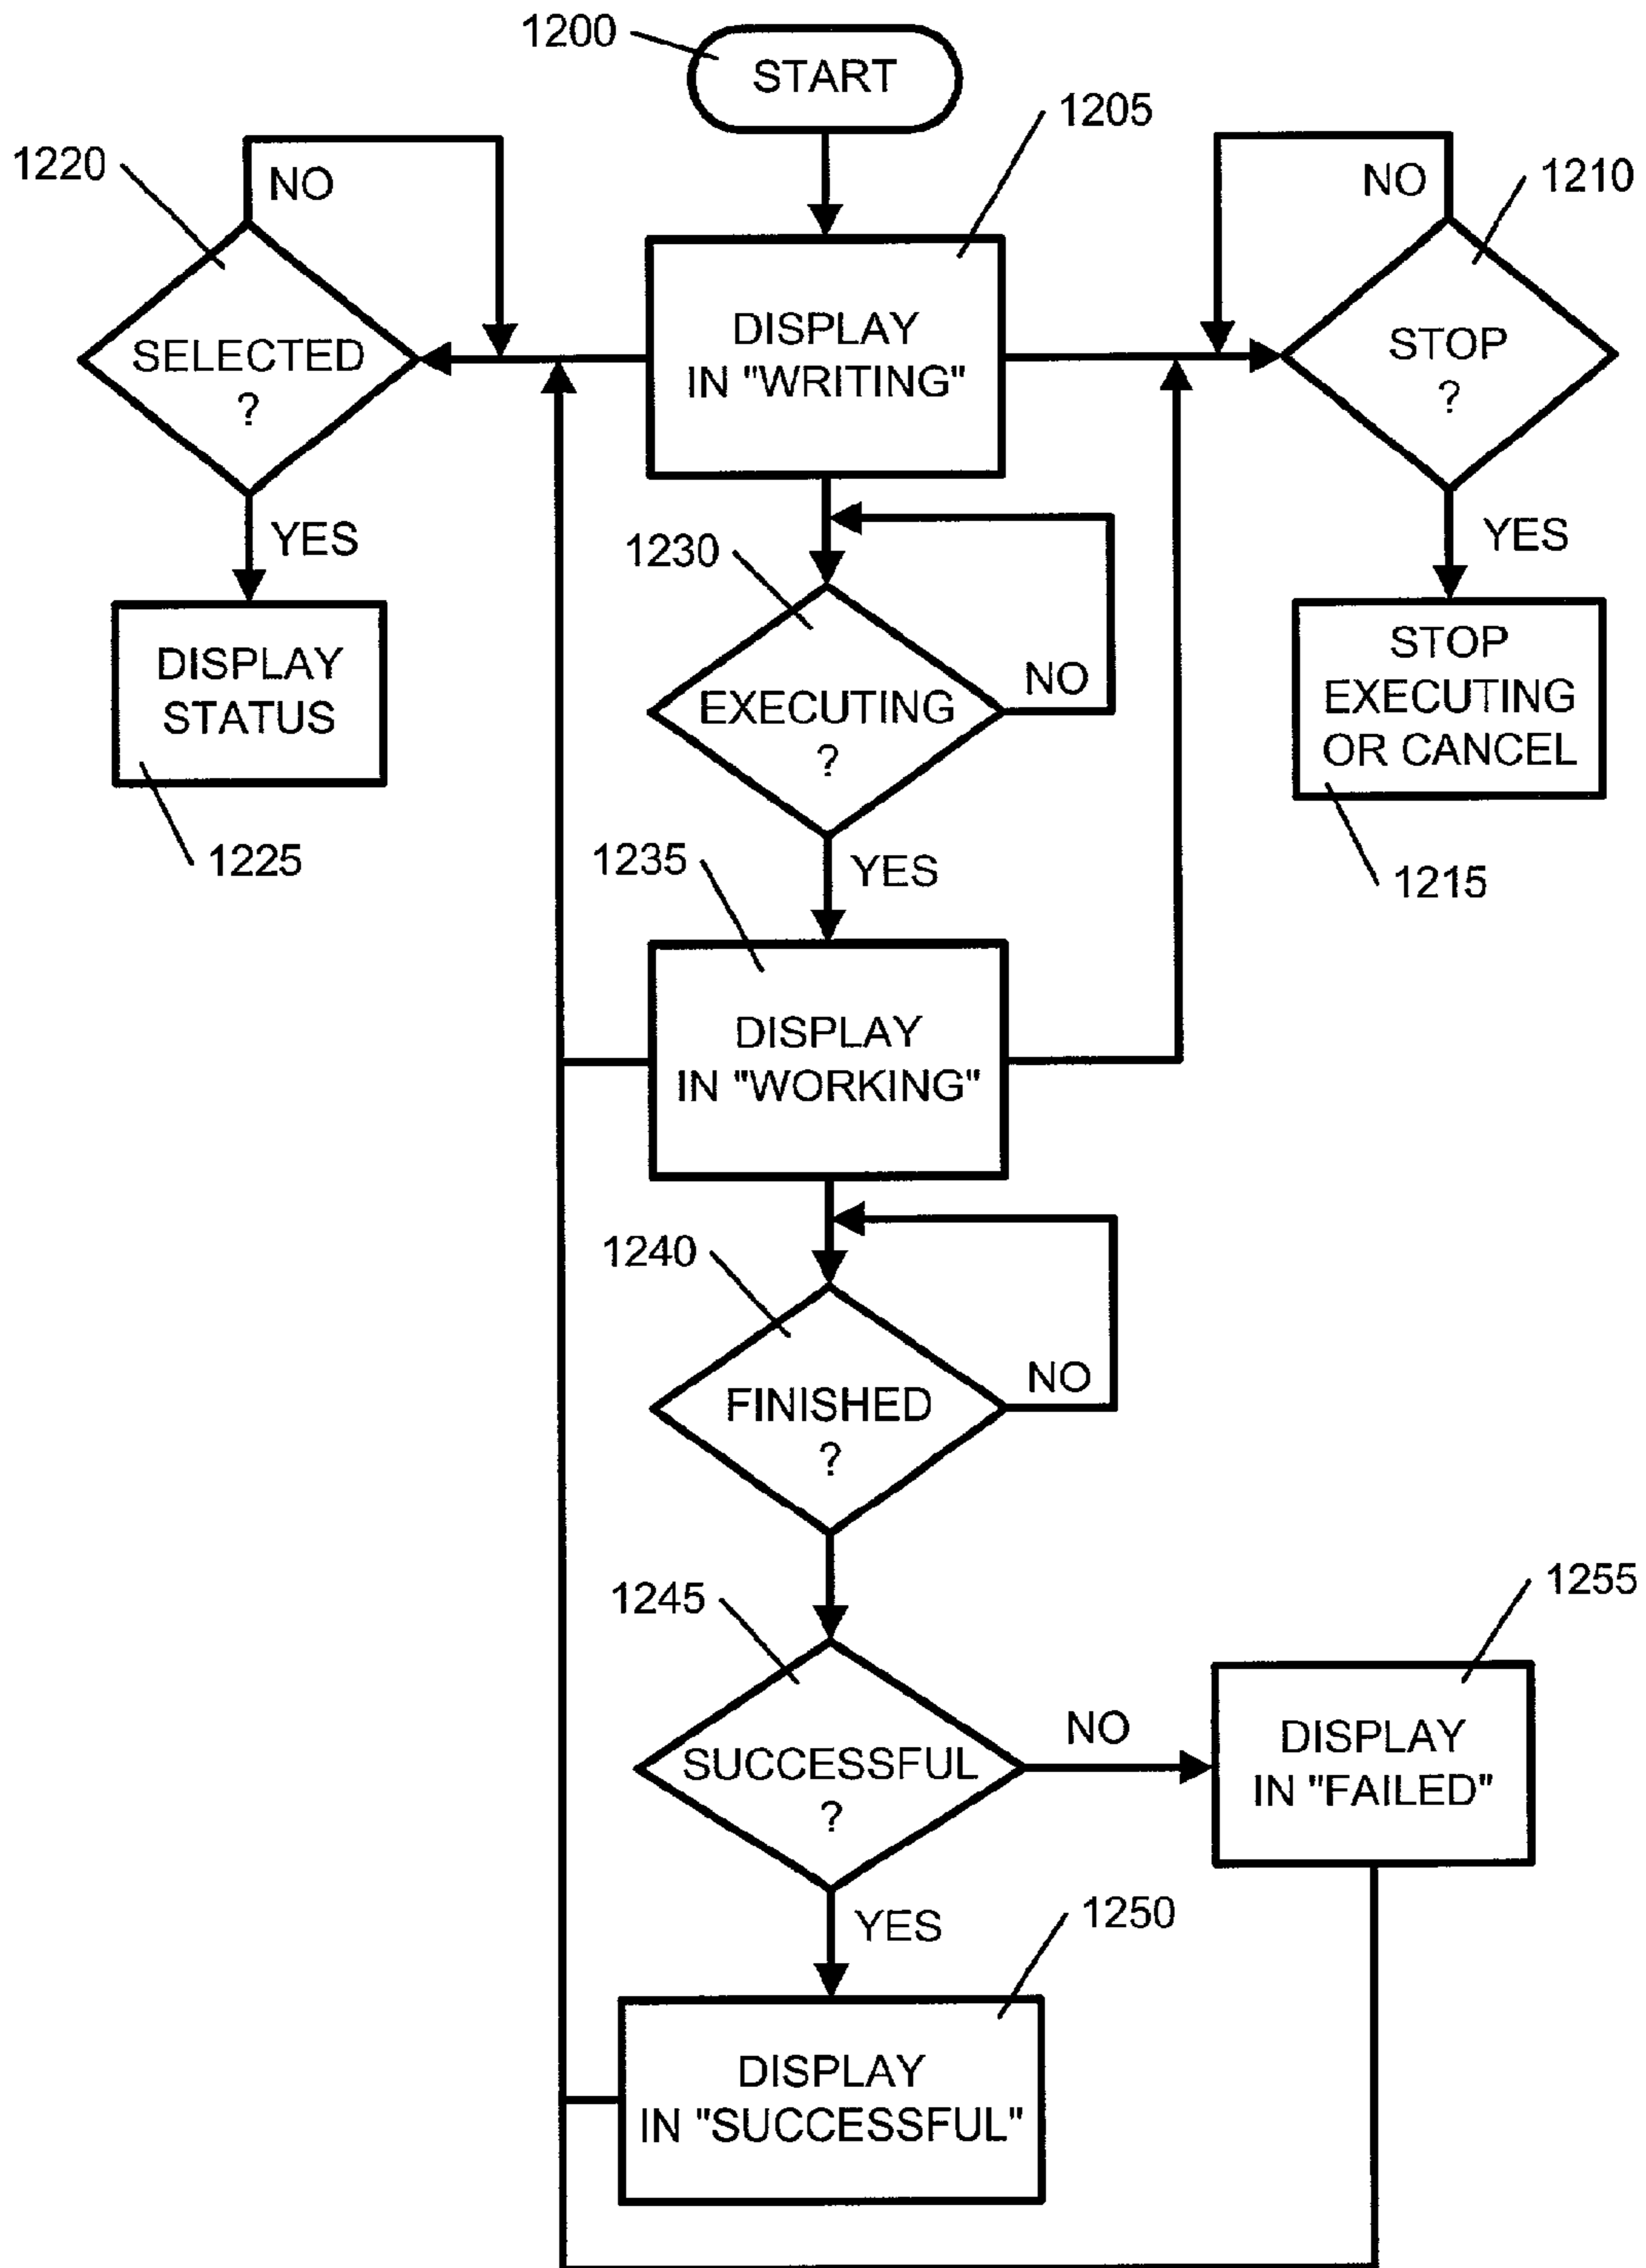 1200
START
1205
1220
NO
NO
1210
DISPLAY
IN "WRITING"
SELECTED
?
STOP
?
YES
1230
YES
DISPLAY
STATUS
EXECUTING
?
NO
STOP
EXECUTING
OR CANCEL
1225
1235
YES
1215
DISPLAY
IN "WORKING"
1240
FINISHED
?
NO
1245
1255
SUCCESSFUL
?
NO
DISPLAY
IN "FAILED"
YES
1250
DISPLAY
IN "SUCCESSFUL"